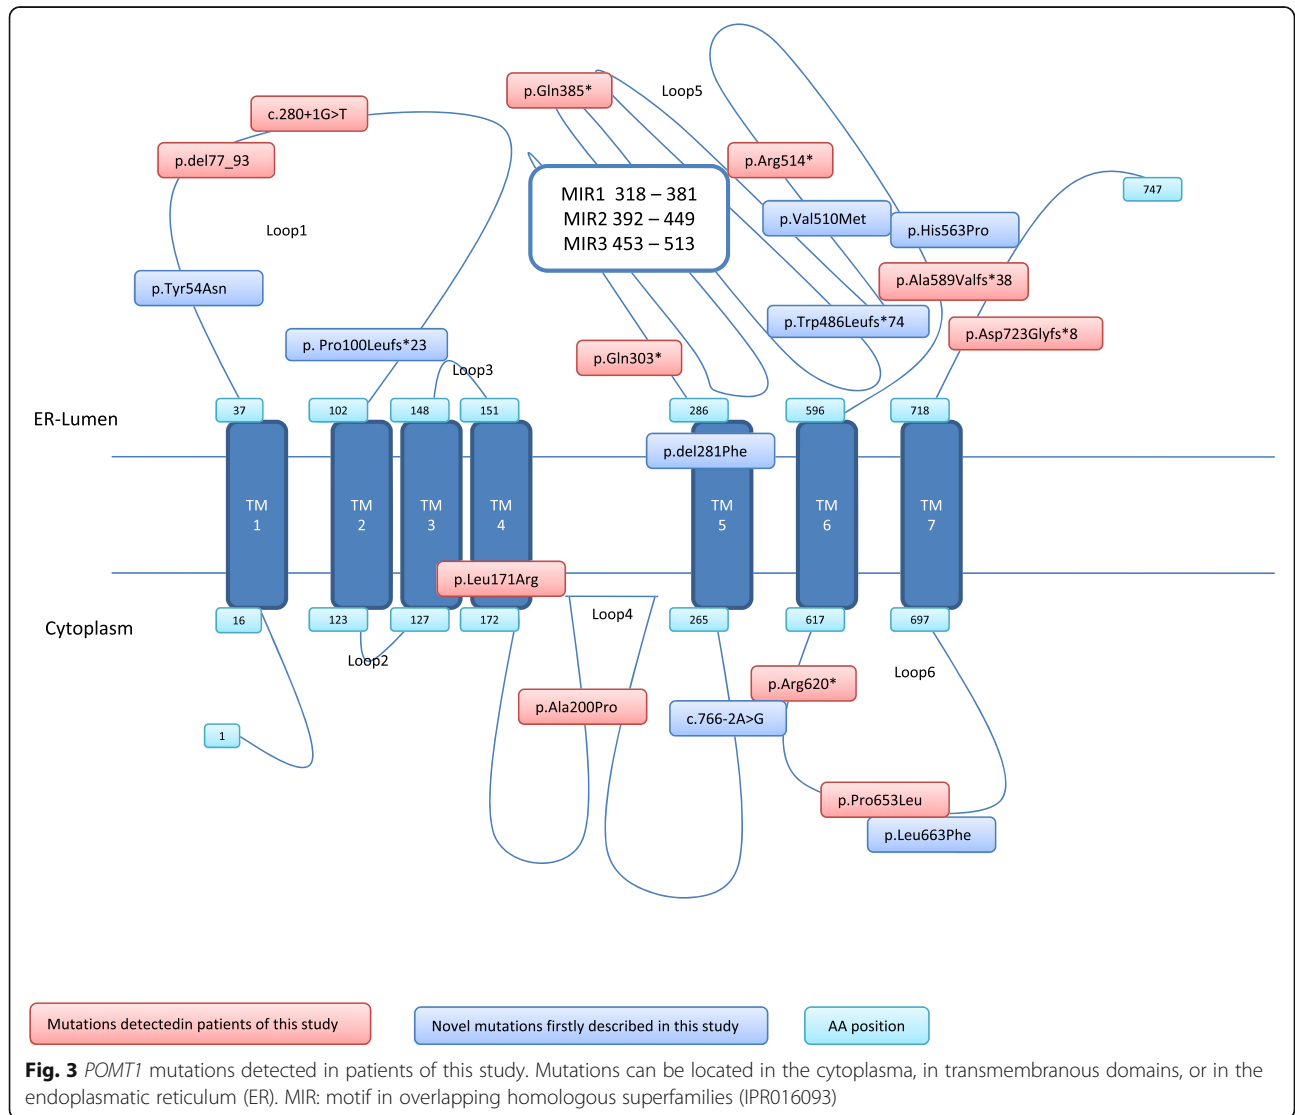 c.280+1G>T
p.del77_93
Loop1
p.Tyr54Asn
p. Pro100Leufs*23
Loop3
p.Gln385*
Loop5
MIR1 318 – 381
MIR2 392 – 449
MIR3 453 – 513
p.Arg514*
p.Val510Met
p.His563Pro
747
p.Ala589Valfs*38
p.Trp486Leufs*74
p.Asp723Glyfs*8
p.Gln303*
ER-Lumen
37
102
148
151
286
596
718
p.del281Phe
TM
1
TM
2
TM
3
TM
4
TM
5
TM
6
TM
7
p.Leu171Arg
Cytoplasm
16
123
127
172
Loop4
265
617
697
Loop2
Loop6
1
p.Ala200Pro
p.Arg620*
c.766-2A>G
p.Pro653Leu
p.Leu663Phe
Mutations detectedin patients of this study
Novel mutations firstly described in this study
AA position
Fig. 3 POMT1 mutations detected in patients of this study. Mutations can be located in the cytoplasma, in transmembranous domains, or in the
endoplasmatic reticulum (ER). MIR: motif in overlapping homologous superfamilies (IPR016093)